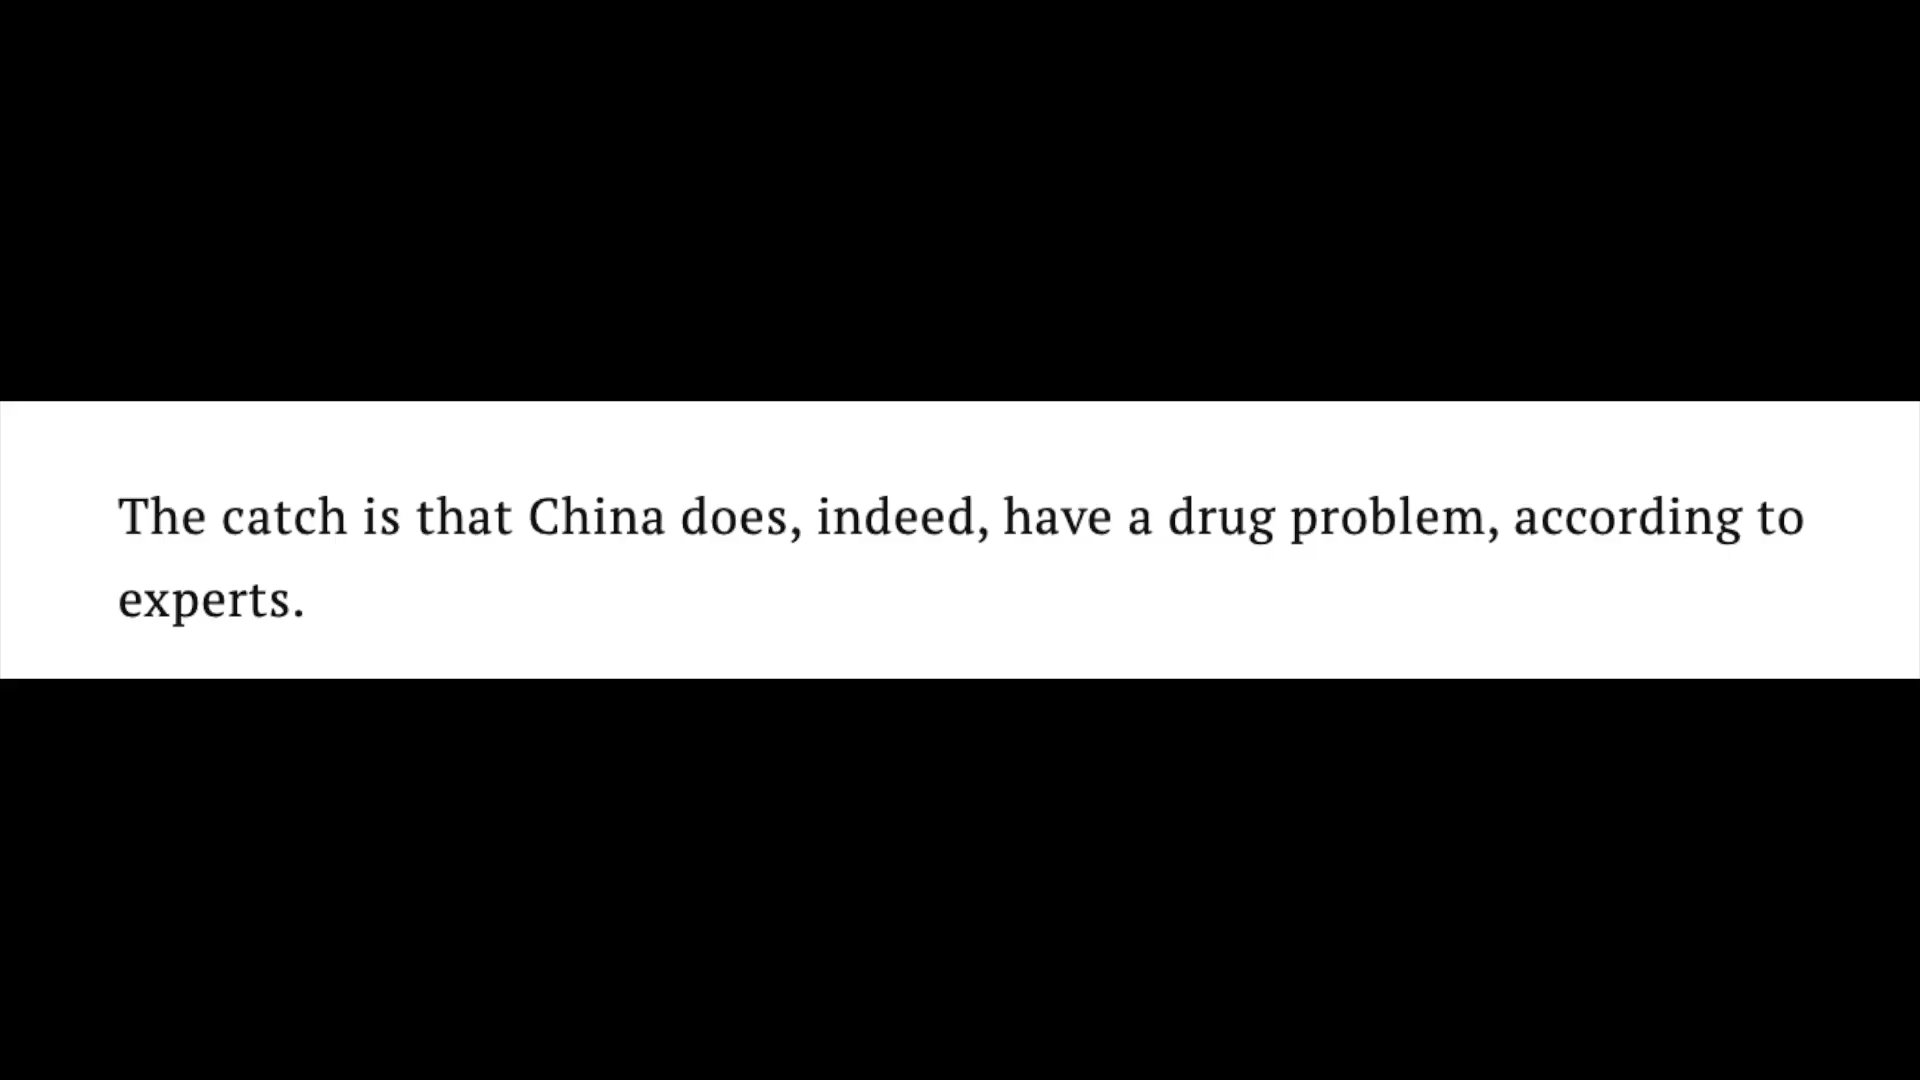 The catch is that China does, indeed, have a drug problem, according to
experts.